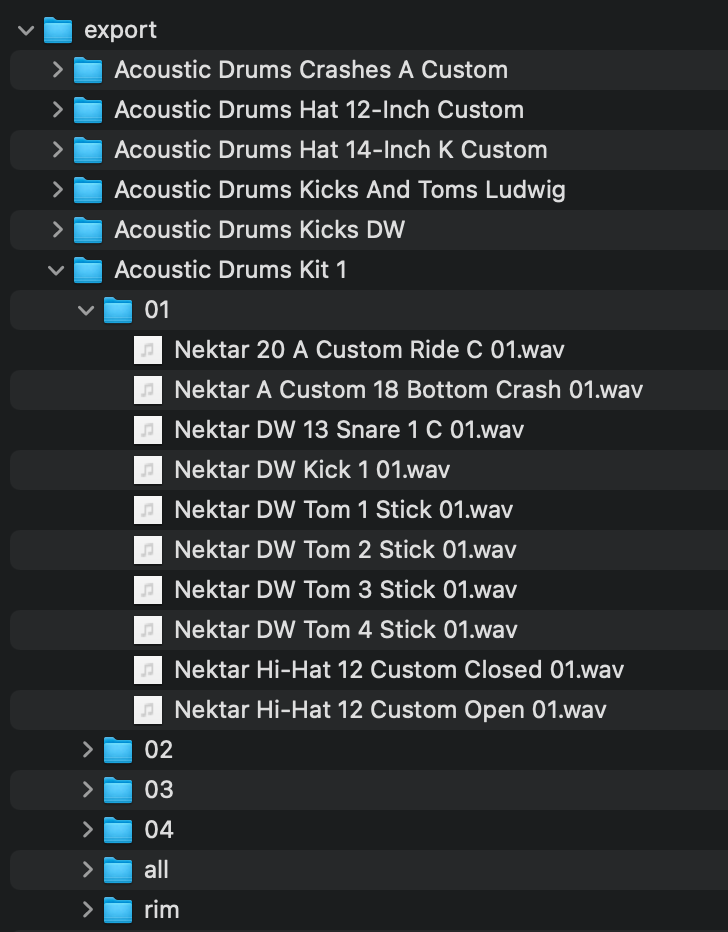 export
Acoustic Drums Crashes A Custom
Acoustic Drums Hat 12-Inch Custom
Acoustic Drums Hat 14-Inch K Custom
Acoustic Drums Kicks And Toms Ludwig
Acoustic Drums Kicks DW
Acoustic Drums Kit 1
01
Nektar 20 A Custom Ride C 01.wav
Nektar A Custom 18 Bottom Crash 01.wav
Nektar DW 13 Snare 1 C 01.wav
Nektar DW Kick 1 01.wav
Nektar DW Tom 1 Stick 01.wav
Nektar DW Tom 2 Stick 01.wav
Nektar DW Tom 3 Stick 01.wav
Nektar DW Tom 4 Stick 01.wav
Nektar Hi-Hat 12 Custom Closed 01.wav
Nektar Hi-Hat 12 Custom Open 01.wav
02
03
04
all
rim